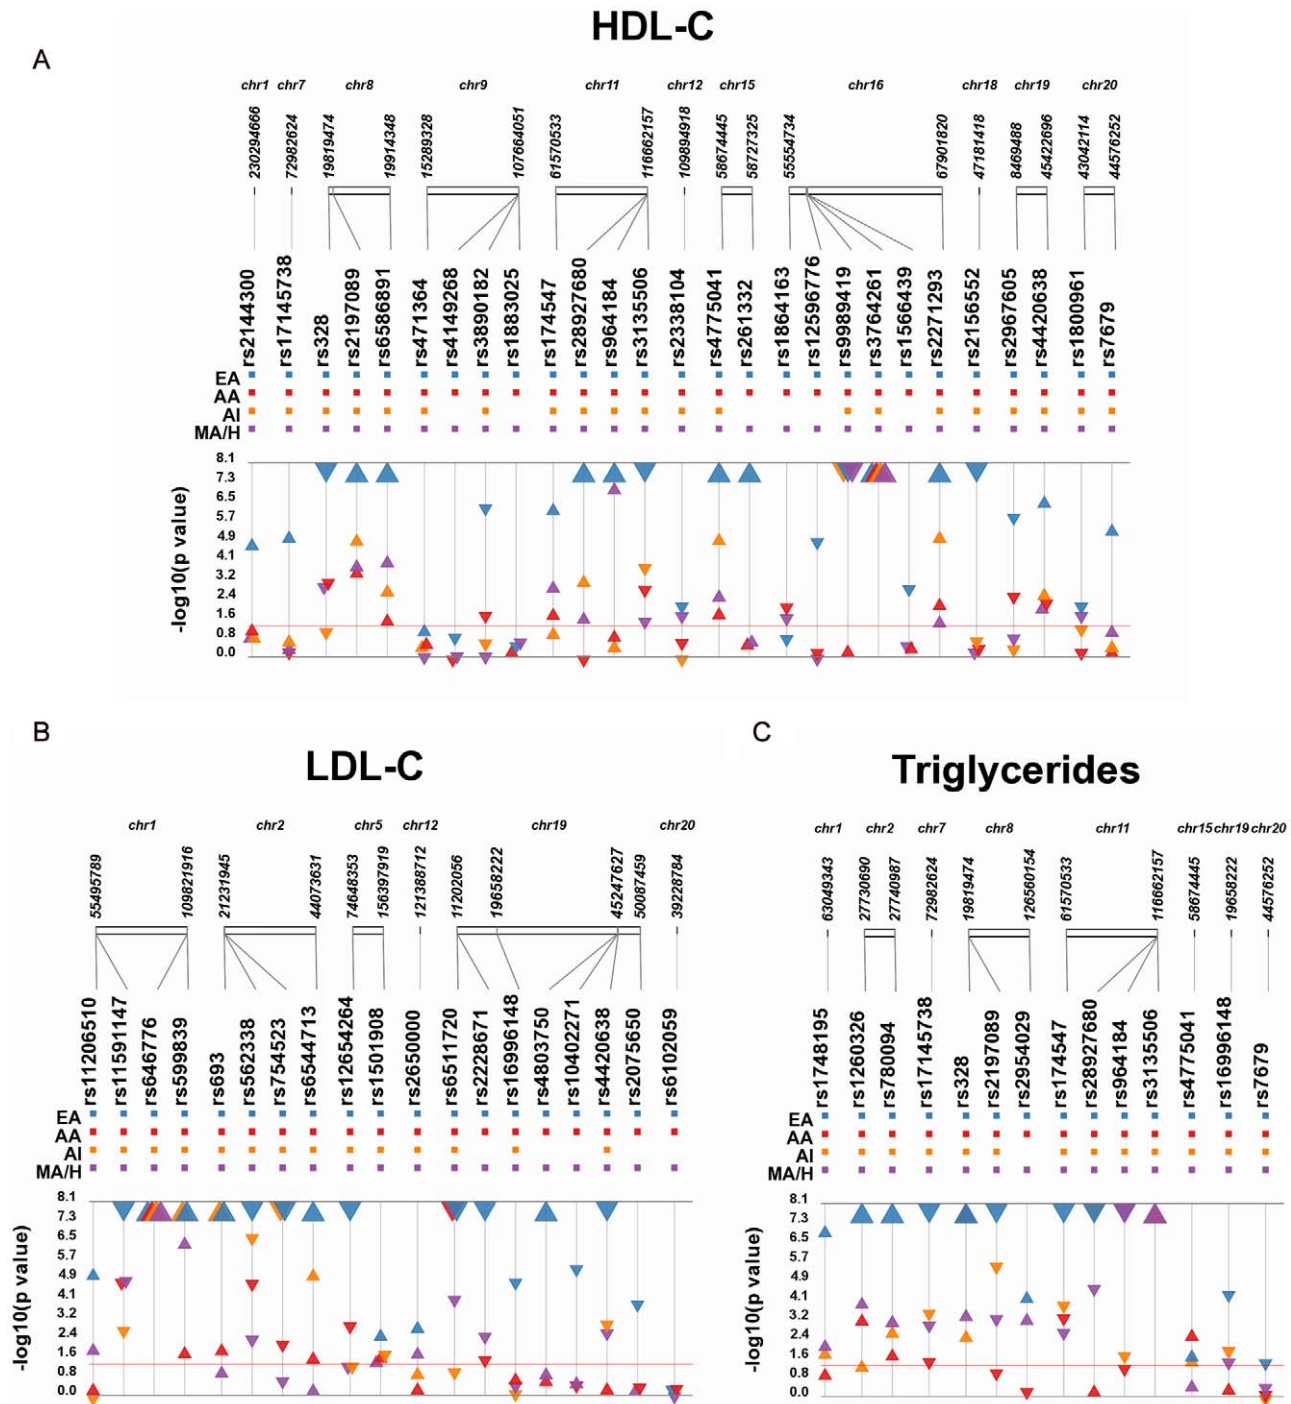 HDL-C
A
chr1 chr7 chr8 chr9 chr11 chr12 chr15 chr16 chr18 chr19 chr20
230294666 72982624 19819474 19914348 15289328 107664051 61570533 116662157 109894918 58674445 58727325 55554734 67901820 47181418 8469488 45422696 43042114 44576252
rs2144300 rs17145738 rs328 rs2197089 rs6586891 rs471364 rs4149268 rs3890182 rs1883025 rs174547 rs28927680 rs964184 rs3135506 rs2338104 rs4775041 rs261332 rs1864163 rs12596776 rs9989419 rs3764261 rs1566439 rs2271293 rs2156552 rs2967605 rs4420638 rs1800961 rs7679
EA
AA
AI
MA/H
8.1
7.3
6.5
5.7
4.9
4.1
3.2
2.4
1.6
0.8
0.0
-log10(p value)
B
LDL-C
chr1 chr2 chr5 chr12 chr19 chr20
55495789 109821916 21231945 44073631 74648353 156397919 121388712 11202056 19658222 45247627 50087459 39228784
rs11206510 rs11591147 rs646776 rs599839 rs693 rs562338 rs754523 rs6544713 rs12654264 rs1501908 rs2650000 rs6511720 rs2228671 rs16996148 rs4803750 rs10402271 rs4420638 rs2075650 rs6102059
EA
AA
AI
MA/H
8.1
7.3
6.5
5.7
4.9
4.1
3.2
2.4
1.6
0.8
0.0
-log10(p value)
C
Triglycerides
chr1 chr2 chr7 chr8 chr11 chr15 chr19 chr20
63049343 27730690 27740987 72982624 19819474 126560154 61570533 116662157 58674445 19658222 44576252
rs1748195 rs1260326 rs780094 rs17145738 rs328 rs2197089 rs2954029 rs174547 rs28927680 rs964184 rs3135506 rs4775041 rs16996148 rs7679
EA
AA
AI
MA/H
8.1
7.3
6.5
5.7
4.9
4.1
3.2
2.4
1.6
0.8
0.0
-log10(p value)